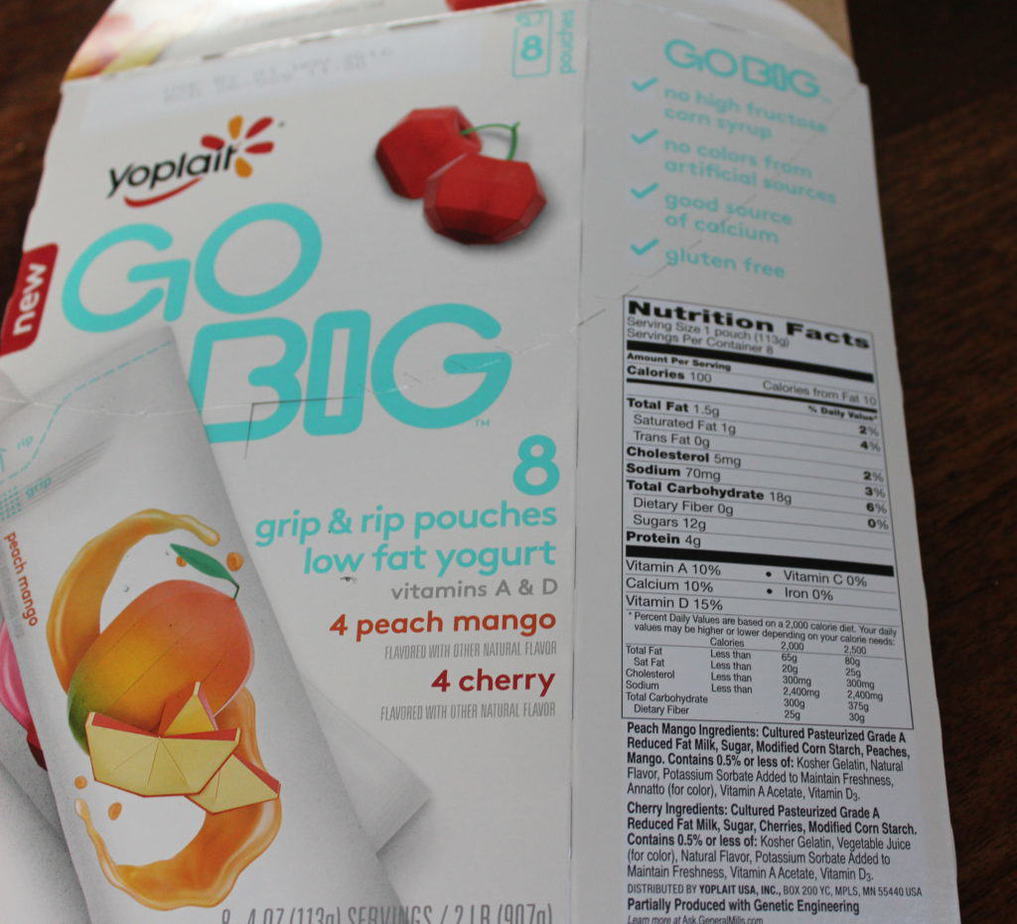 8
pouches
yoplait
GO
BIG™
new
rip
grip
peach mango
8
grip & rip pouches
low fat yogurt
vitamins A & D
4 peach mango
FLAVORED WITH OTHER NATURAL FLAVOR
4 cherry
FLAVORED WITH OTHER NATURAL FLAVOR
8 4 OZ (113g) SERVINGS / 2 LB (907g)
GO BIG™
no high fructose
corn syrup
no colors from
artificial sources
good source
of calcium
gluten free
Nutrition Facts
Serving Size 1 pouch (113g)
Servings Per Container 8
Amount Per Serving
Calories 100 Calories from Fat 10
% Daily Value*
Total Fat 1.5g 2%
Saturated Fat 1g 4%
Trans Fat 0g
Cholesterol 5mg 2%
Sodium 70mg 3%
Total Carbohydrate 18g 6%
Dietary Fiber 0g 0%
Sugars 12g
Protein 4g
Vitamin A 10% • Vitamin C 0%
Calcium 10% • Iron 0%
Vitamin D 15%
* Percent Daily Values are based on a 2,000 calorie diet. Your daily
values may be higher or lower depending on your calorie needs:
Calories 2,000 2,500
Total Fat Less than 65g 80g
Sat Fat Less than 20g 25g
Cholesterol Less than 300mg 300mg
Sodium Less than 2,400mg 2,400mg
Total Carbohydrate 300g 375g
Dietary Fiber 25g 30g
Peach Mango Ingredients: Cultured Pasteurized Grade A
Reduced Fat Milk, Sugar, Modified Corn Starch, Peaches,
Mango. Contains 0.5% or less of: Kosher Gelatin, Natural
Flavor, Potassium Sorbate Added to Maintain Freshness,
Annatto (for color), Vitamin A Acetate, Vitamin D3.
Cherry Ingredients: Cultured Pasteurized Grade A
Reduced Fat Milk, Sugar, Cherries, Modified Corn Starch.
Contains 0.5% or less of: Kosher Gelatin, Vegetable Juice
(for color), Natural Flavor, Potassium Sorbate Added to
Maintain Freshness, Vitamin A Acetate, Vitamin D3.
DISTRIBUTED BY YOPLAIT USA, INC., BOX 200 YC, MPLS, MN 55440 USA
Partially Produced with Genetic Engineering
Learn more at Ask.GeneralMills.com